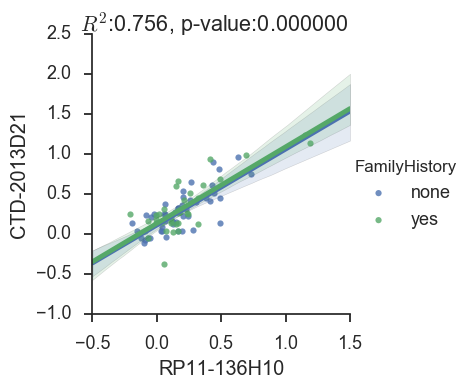 R²:0.756, p-value:0.000000
2.5
2.0
1.5
1.0
0.5
0.0
−0.5
−1.0
CTD-2013D21
−0.5 0.0 0.5 1.0 1.5
RP11-136H10
FamilyHistory
none
yes